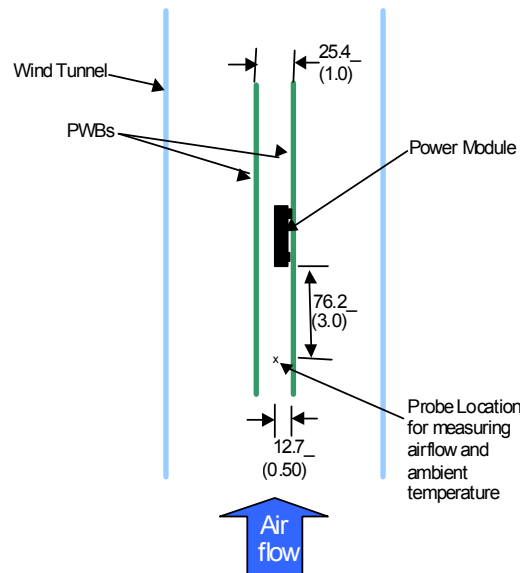 25.4_
(1.0)
Wind Tunnel
PWBs
Power Module
76.2_
(3.0)
x
Probe Location
for measuring
airflow and
ambient
temperature
12.7_
(0.50)
Air
flow